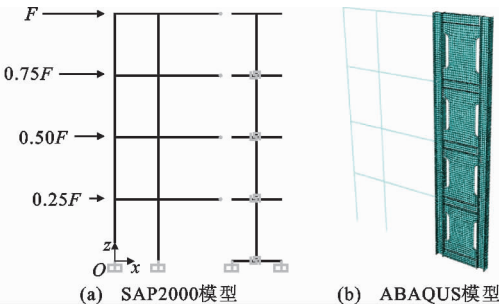 F
0.75F
0.50F
0.25F
z
O
x
(a) SAP2000模型
(b) ABAQUS模型